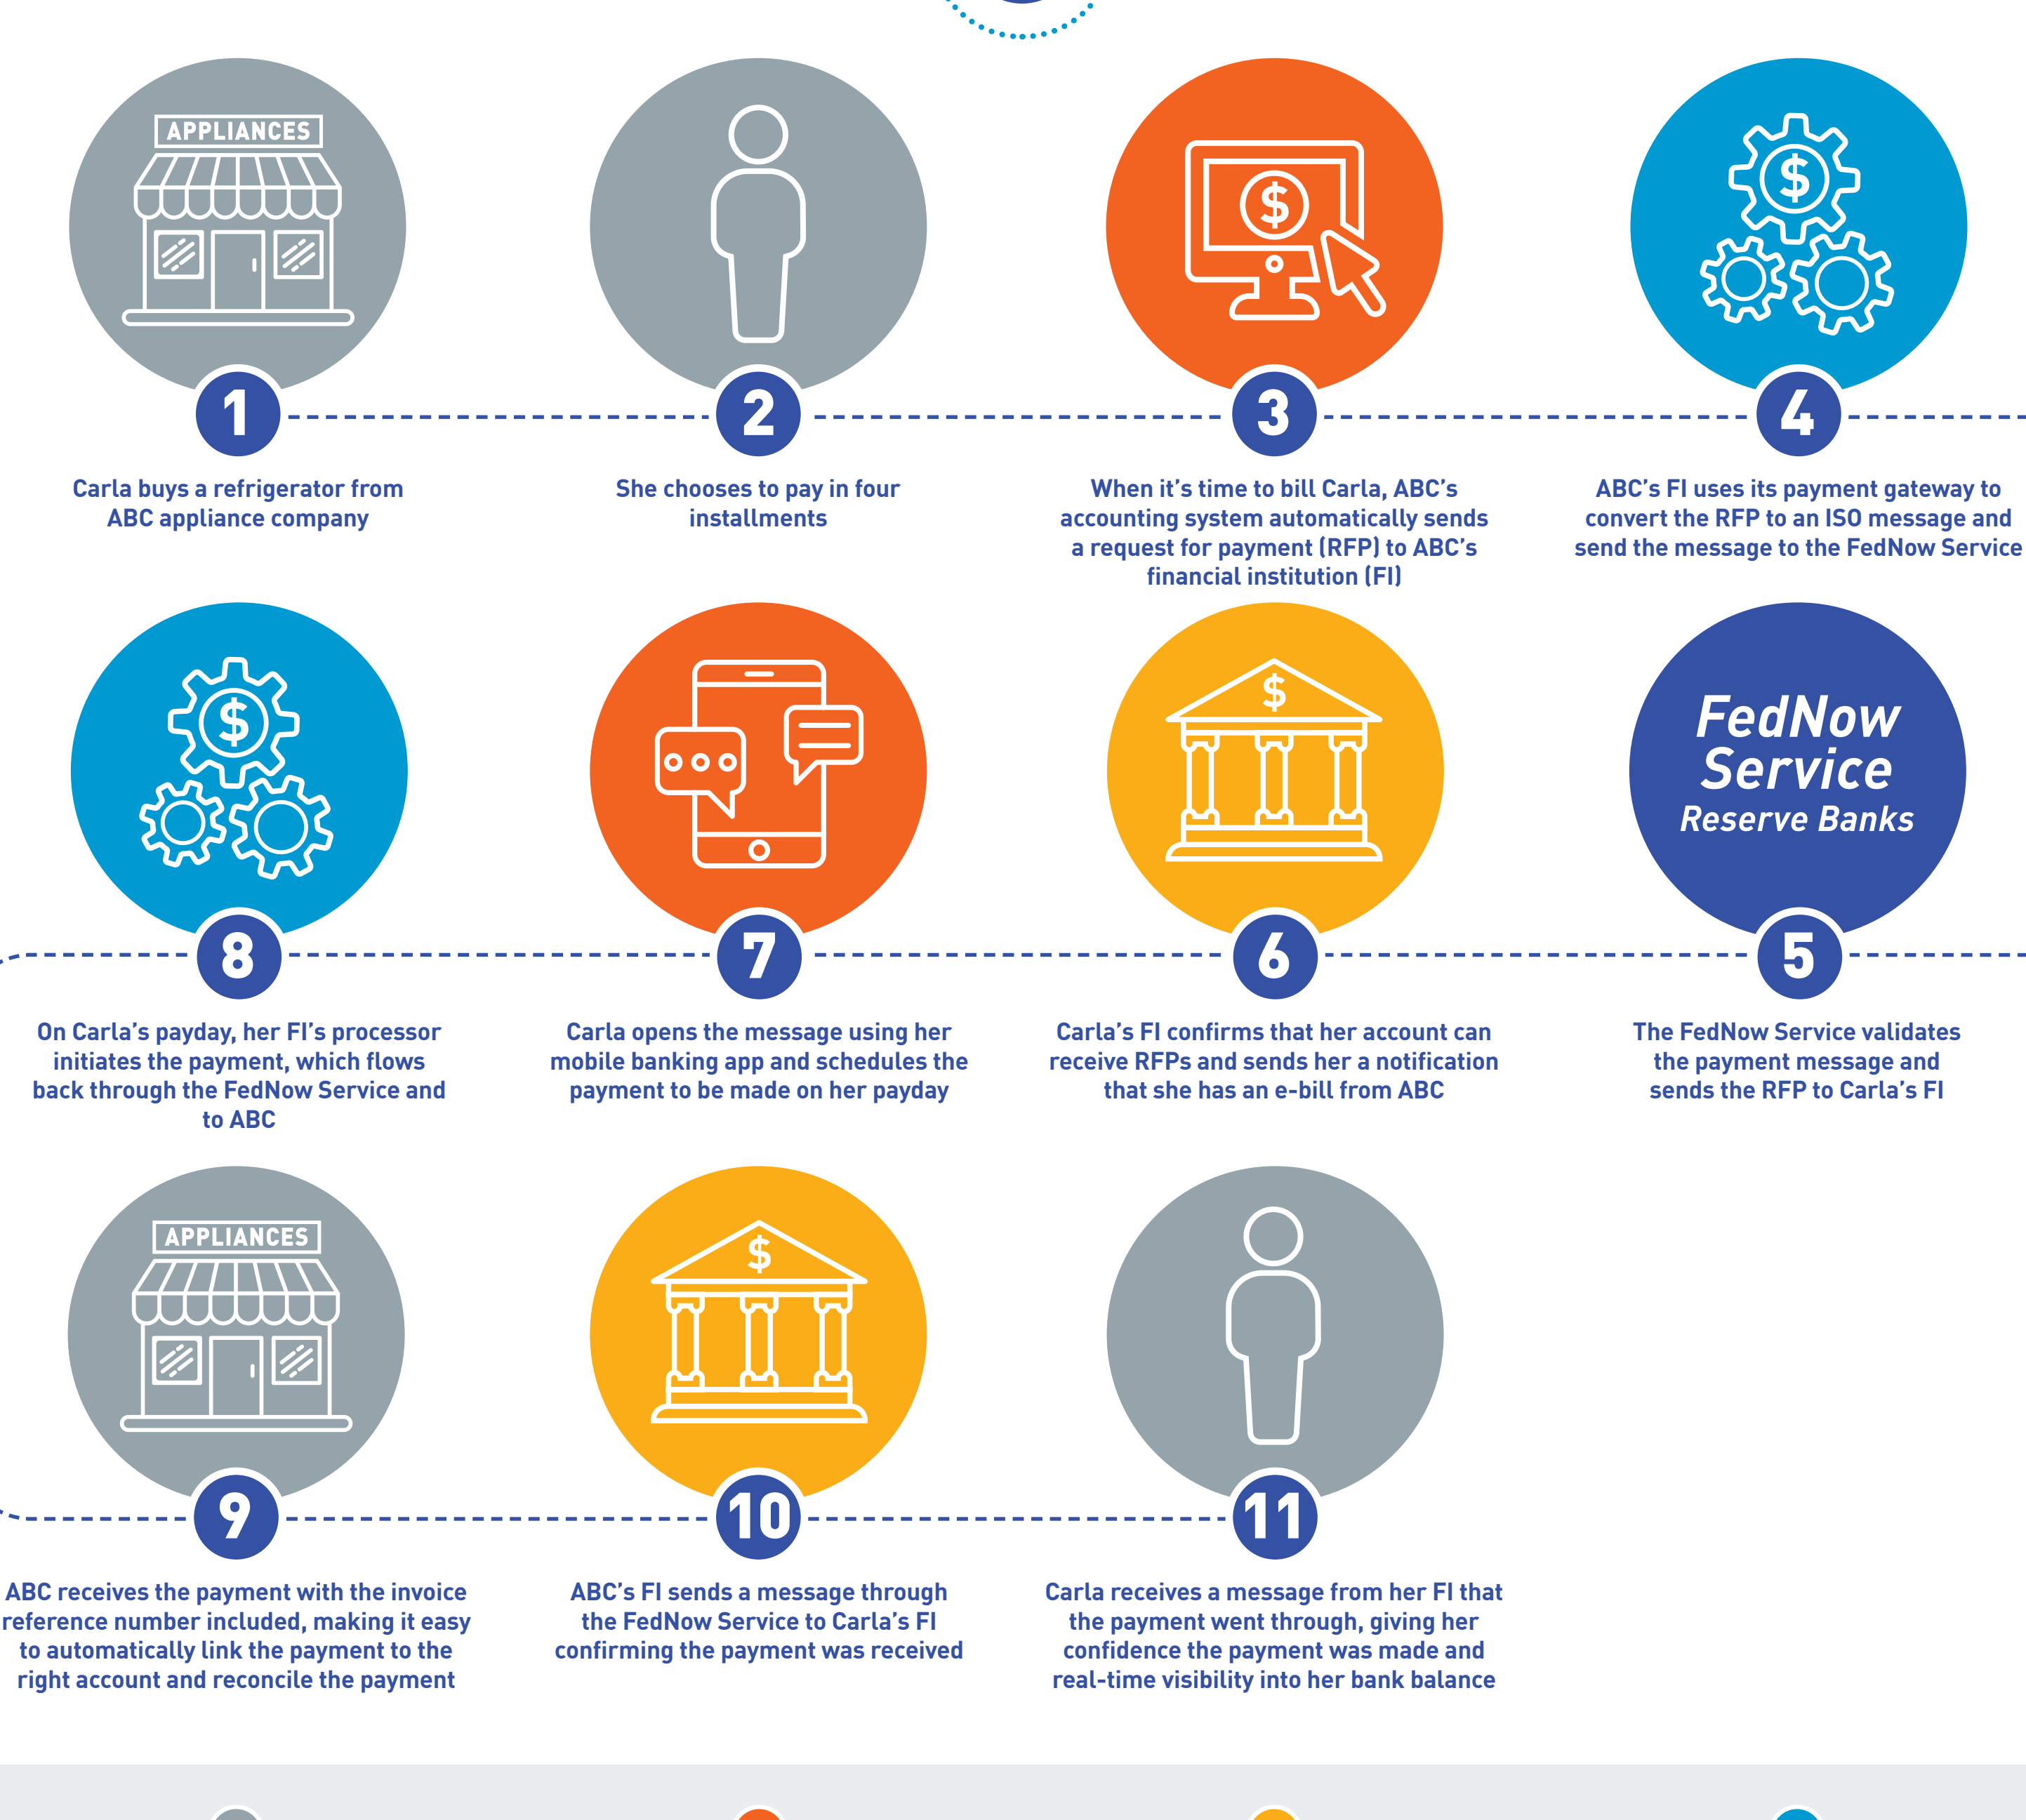 APPLIANCES
1
2
3
4
Carla buys a refrigerator from
ABC appliance company
She chooses to pay in four
installments
When it’s time to bill Carla, ABC’s
accounting system automatically sends
a request for payment (RFP) to ABC’s
financial institution (FI)
ABC’s FI uses its payment gateway to
convert the RFP to an ISO message and
send the message to the FedNow Service
$
$
FedNow
Service
Reserve Banks
5
The FedNow Service validates
the payment message and
sends the RFP to Carla’s FI
$
6
Carla’s FI confirms that her account can
receive RFPs and sends her a notification
that she has an e-bill from ABC
7
Carla opens the message using her
mobile banking app and schedules the
payment to be made on her payday
$
8
On Carla’s payday, her FI’s processor
initiates the payment, which flows
back through the FedNow Service and
to ABC
APPLIANCES
9
ABC receives the payment with the invoice
reference number included, making it easy
to automatically link the payment to the
right account and reconcile the payment
$
10
ABC’s FI sends a message through
the FedNow Service to Carla’s FI
confirming the payment was received
11
Carla receives a message from her FI that
the payment went through, giving her
confidence the payment was made and
real-time visibility into her bank balance